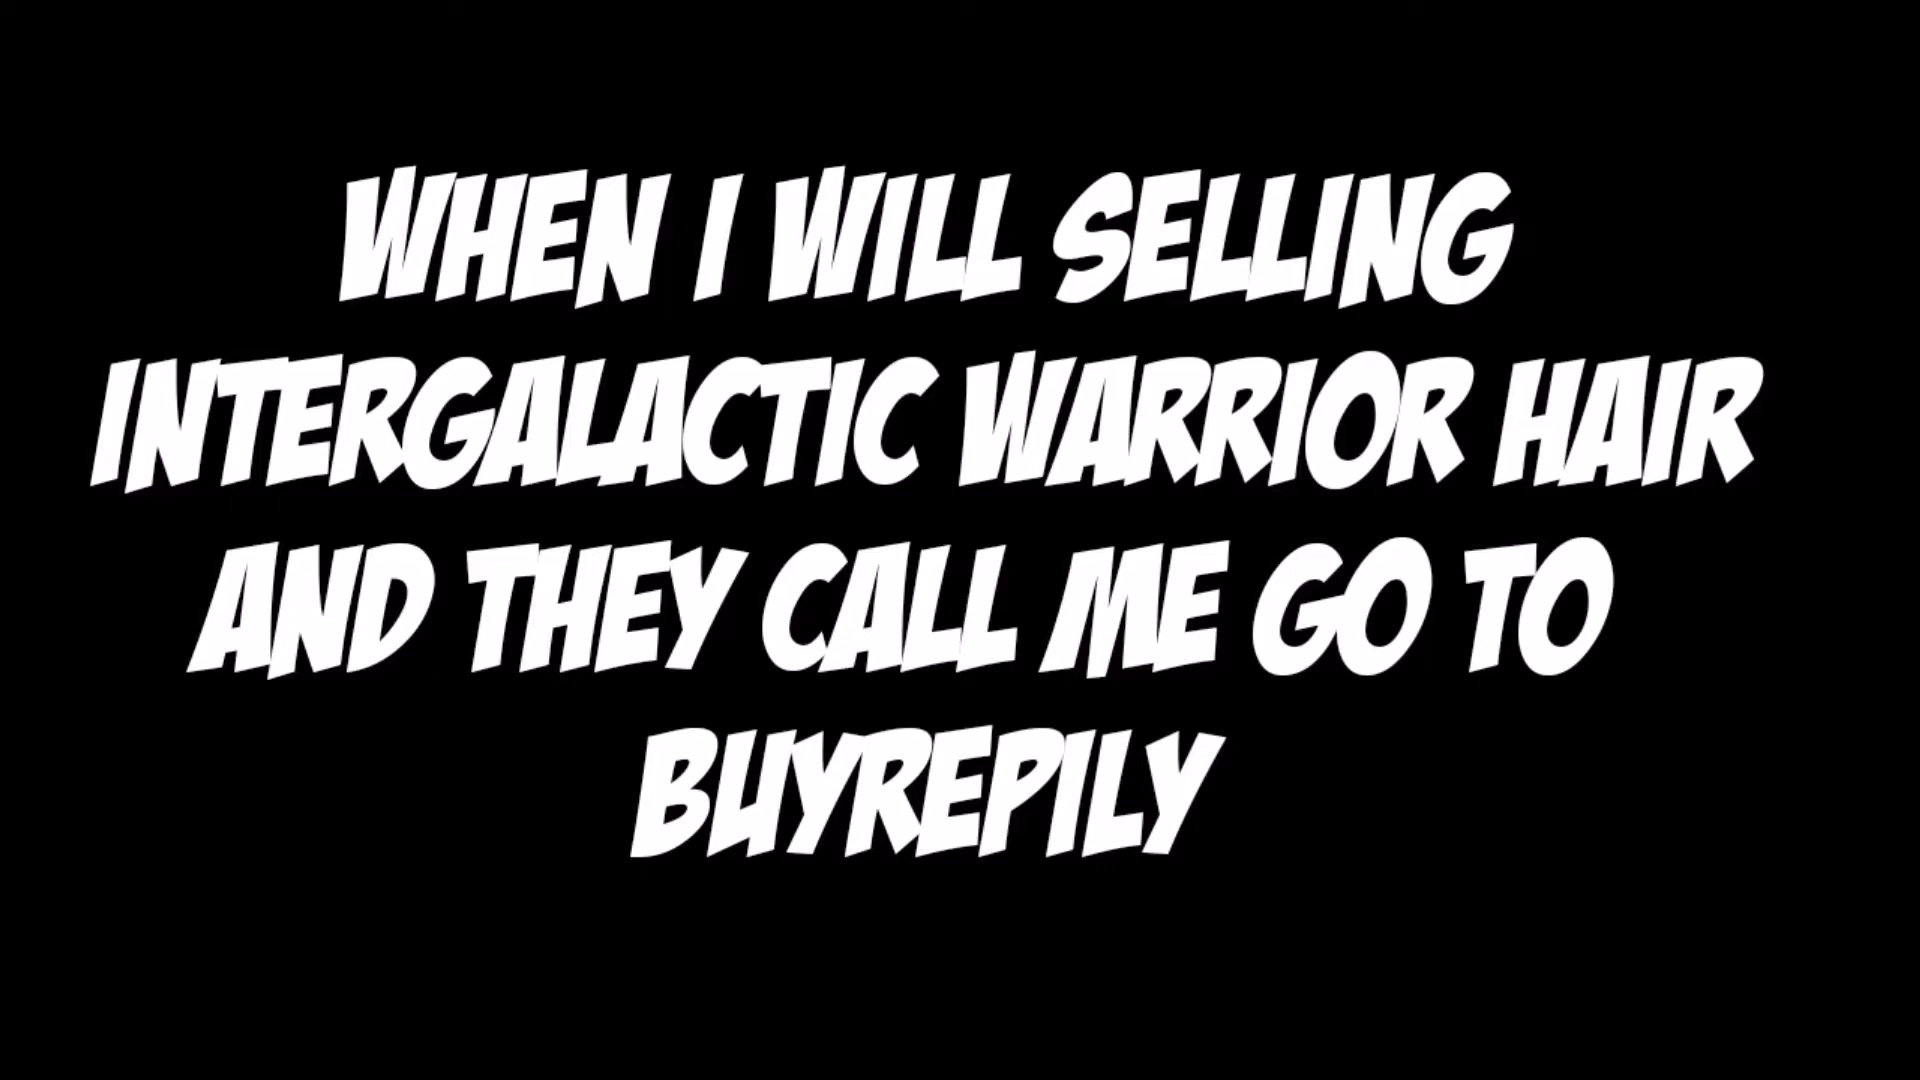 WHEN I WILL SELLING
INTERGALACTIC WARRIOR HAIR
AND THEY CALL ME GO TO
BUYREPILY